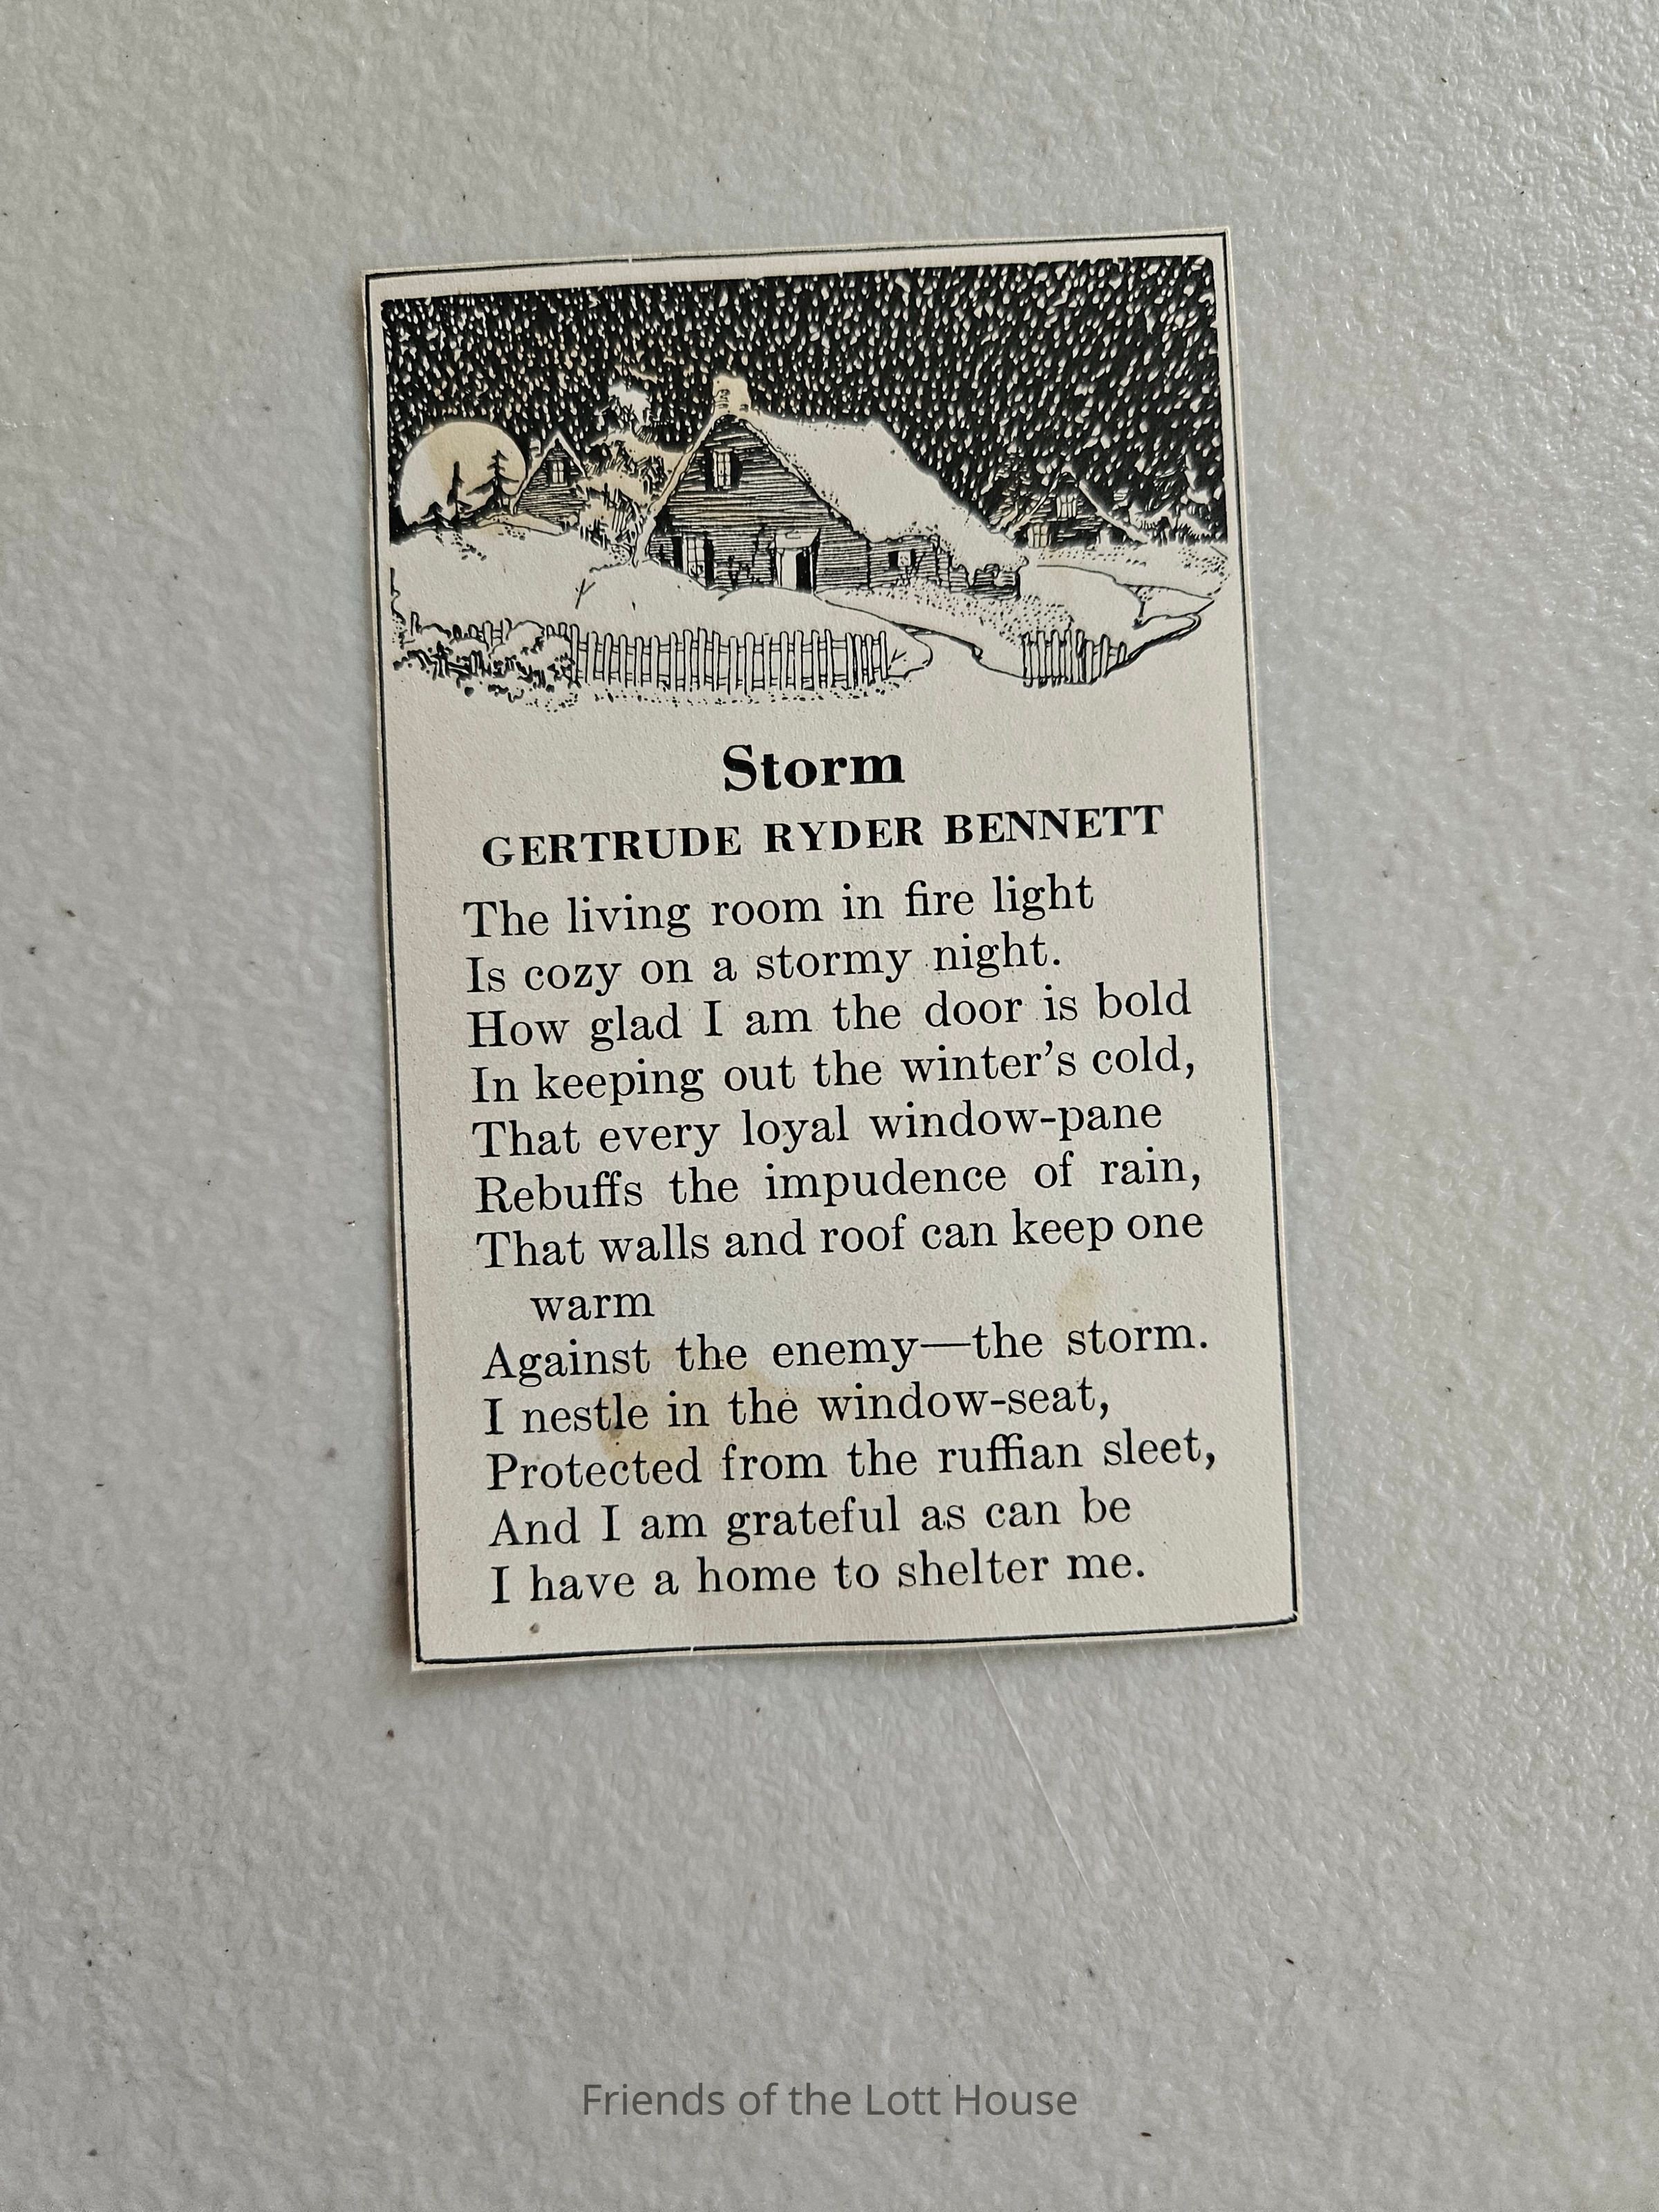 Storm
GERTRUDE RYDER BENNETT
The living room in fire light
Is cozy on a stormy night.
How glad I am the door is bold
In keeping out the winter's cold,
That every loyal window-pane
Rebuffs the impudence of rain,
That walls and roof can keep one
warm
Against the enemy—the storm.
I nestle in the window-seat,
Protected from the ruffian sleet,
And I am grateful as can be
I have a home to shelter me.
Friends of the Lott House